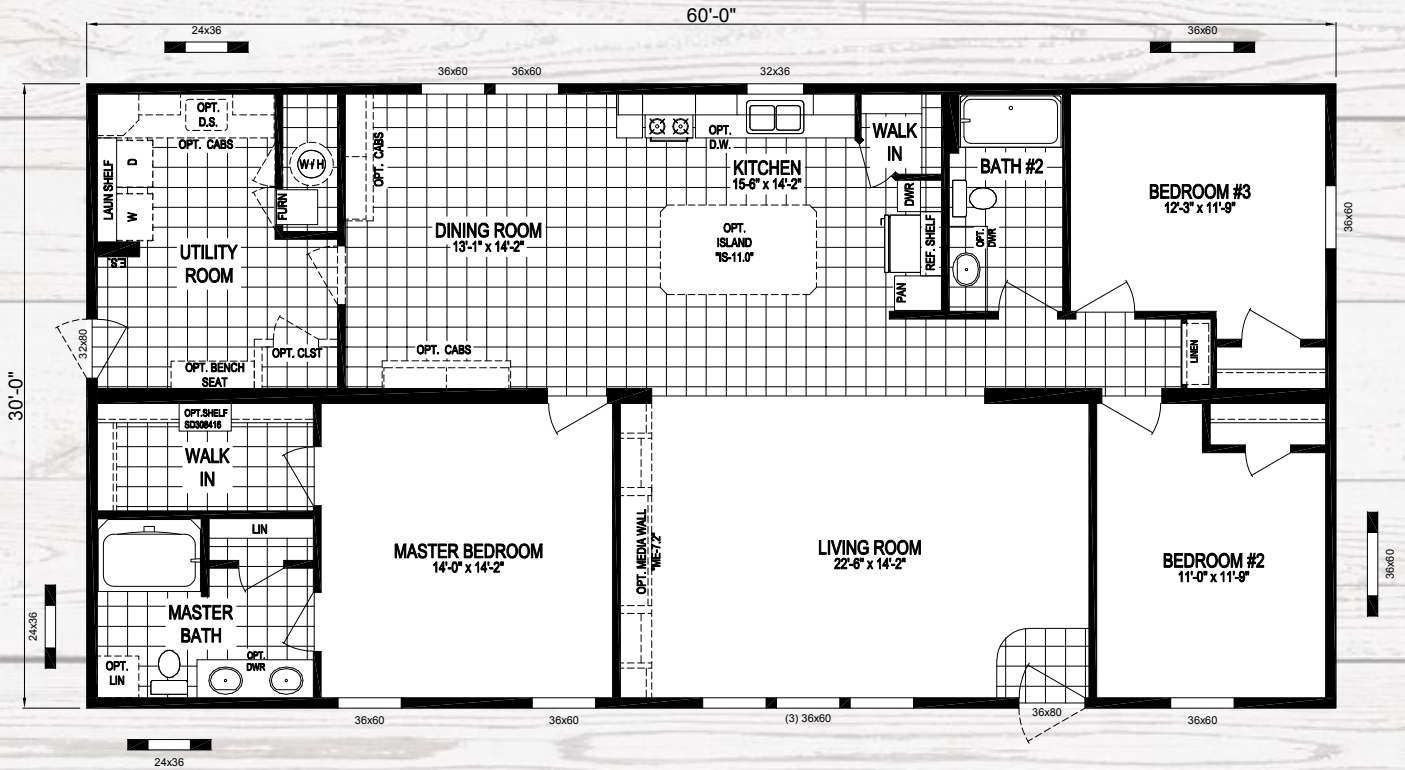 60'-0"
24x36
36x60
36x60
36x60
32x36
OPT.
D.S.
OPT. CABS
LAUN SHELF
D
W
E.S.
W/H
FURN
UTILITY
ROOM
32x80
OPT. BENCH
SEAT
OPT. CLST
OPT. CABS
DINING ROOM
13'-1" x 14'-2"
OPT. CABS
OPT.
D.W.
KITCHEN
15'-6" x 14'-2"
OPT.
ISLAND
"IS-11.0"
WALK
IN
DWR
REF. SHELF
PAN
BATH #2
OPT.
DWR
BEDROOM #3
12'-3" x 11'-9"
36x60
LINEN
30'-0"
OPT.SHELF
SD308416
WALK
IN
LIN
MASTER
BATH
OPT.
LIN
OPT.
DWR
24x36
24x36
MASTER BEDROOM
14'-0" x 14'-2"
36x60
36x60
OPT. MEDIA WALL
"ME-7.2"
LIVING ROOM
22'-6" x 14'-2"
(3) 36x60
36x80
BEDROOM #2
11'-0" x 11'-9"
36x60
36x60